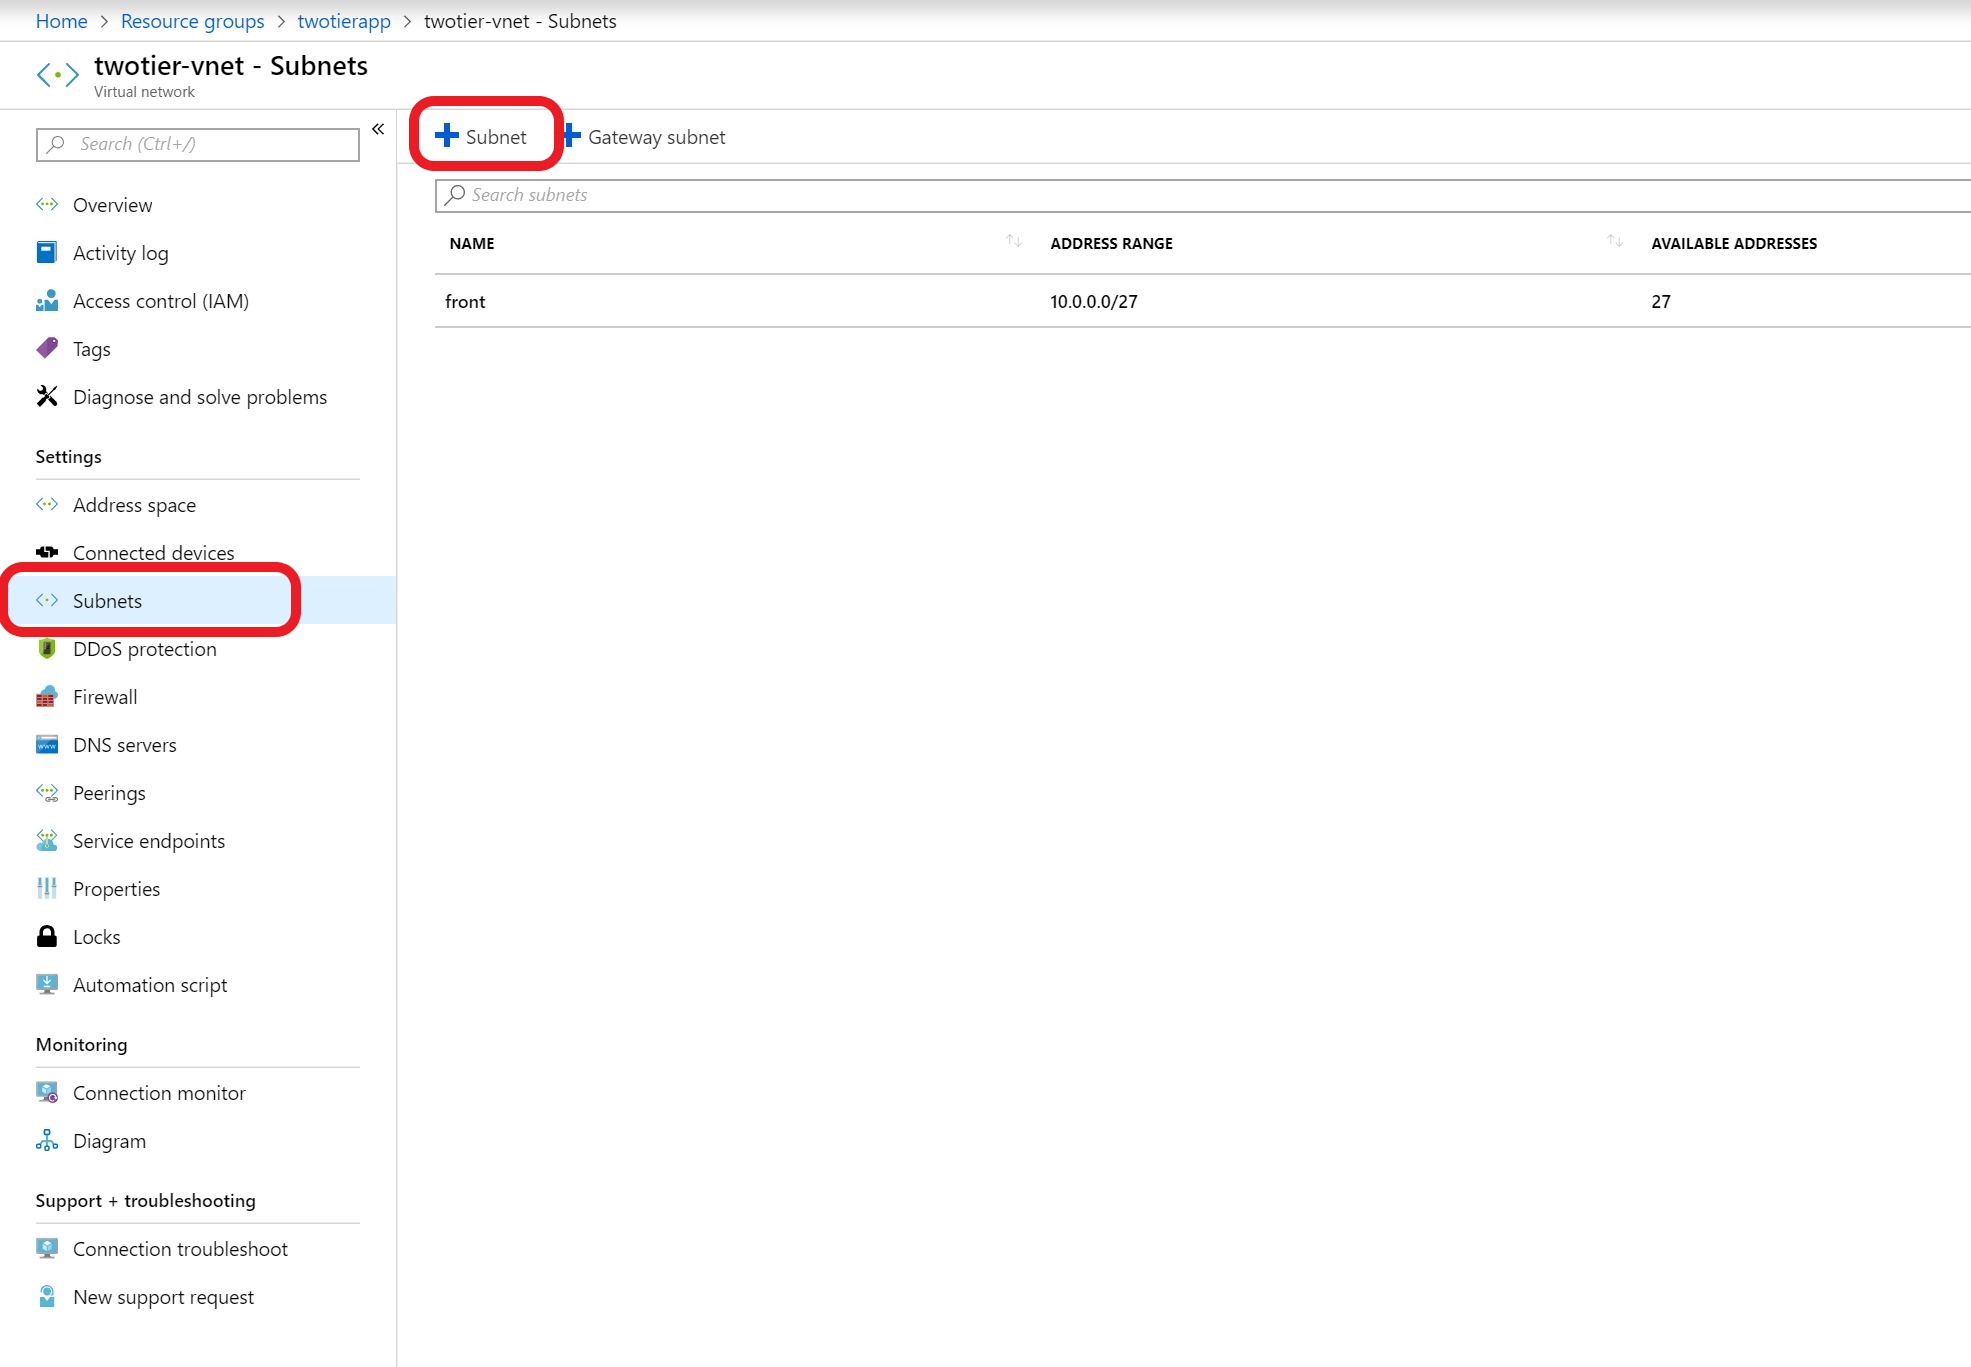 Home > Resource groups > twotierapp > twotier-vnet - Subnets
twotier-vnet - Subnets
Virtual network
Search (Ctrl+/)
Overview
Activity log
Access control (IAM)
Tags
Diagnose and solve problems
Settings
Address space
Connected devices
Subnets
DDoS protection
Firewall
DNS servers
Peerings
Service endpoints
Properties
Locks
Automation script
Monitoring
Connection monitor
Diagram
Support + troubleshooting
Connection troubleshoot
New support request
Subnet Gateway subnet
Search subnets
NAME ADDRESS RANGE AVAILABLE ADDRESSES
front 10.0.0.0/27 27